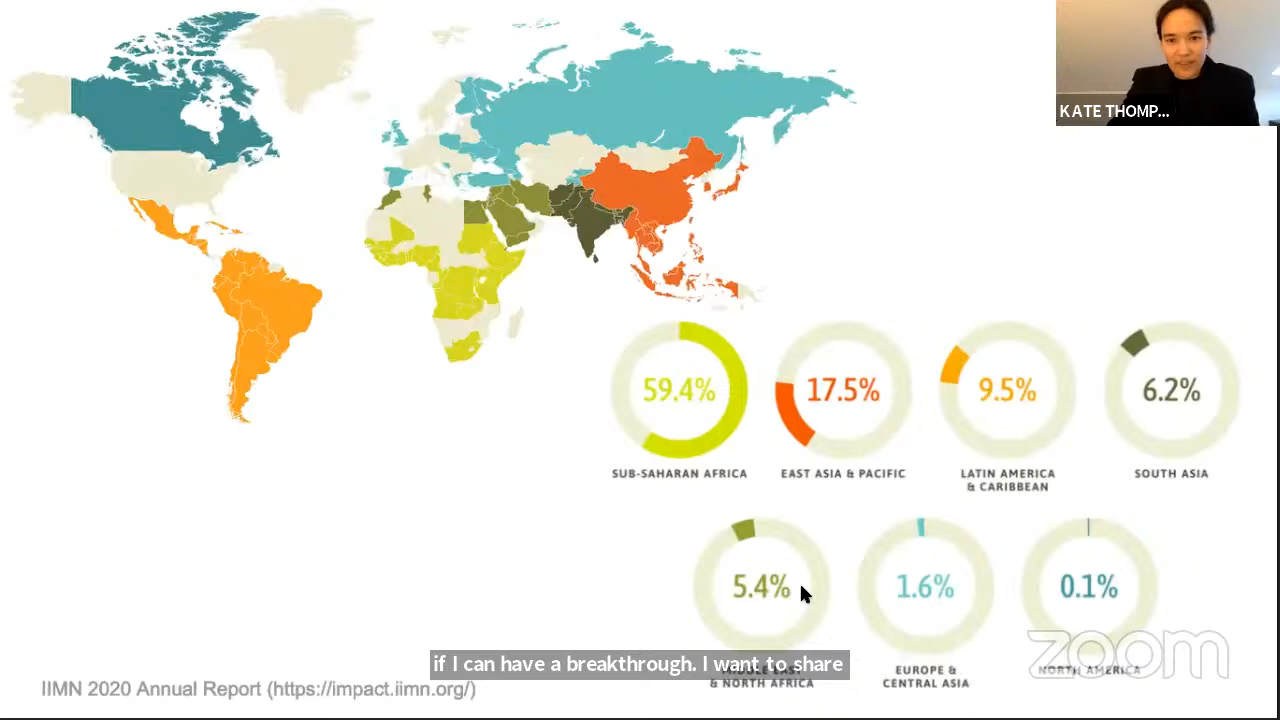 KATE THOMP...
59.4%
17.5%
9.5%
6.2%
SUB-SAHARAN AFRICA
EAST ASIA & PACIFIC
LATIN AMERICA
& CARIBBEAN
SOUTH ASIA
5.4%
1.6%
0.1%
if I can have a breakthrough. I want to share
MIDDLE EAST
& NORTH AFRICA
EUROPE &
CENTRAL ASIA
NORTH AMERICA
zoom
IIMN 2020 Annual Report (https://impact.iimn.org/)